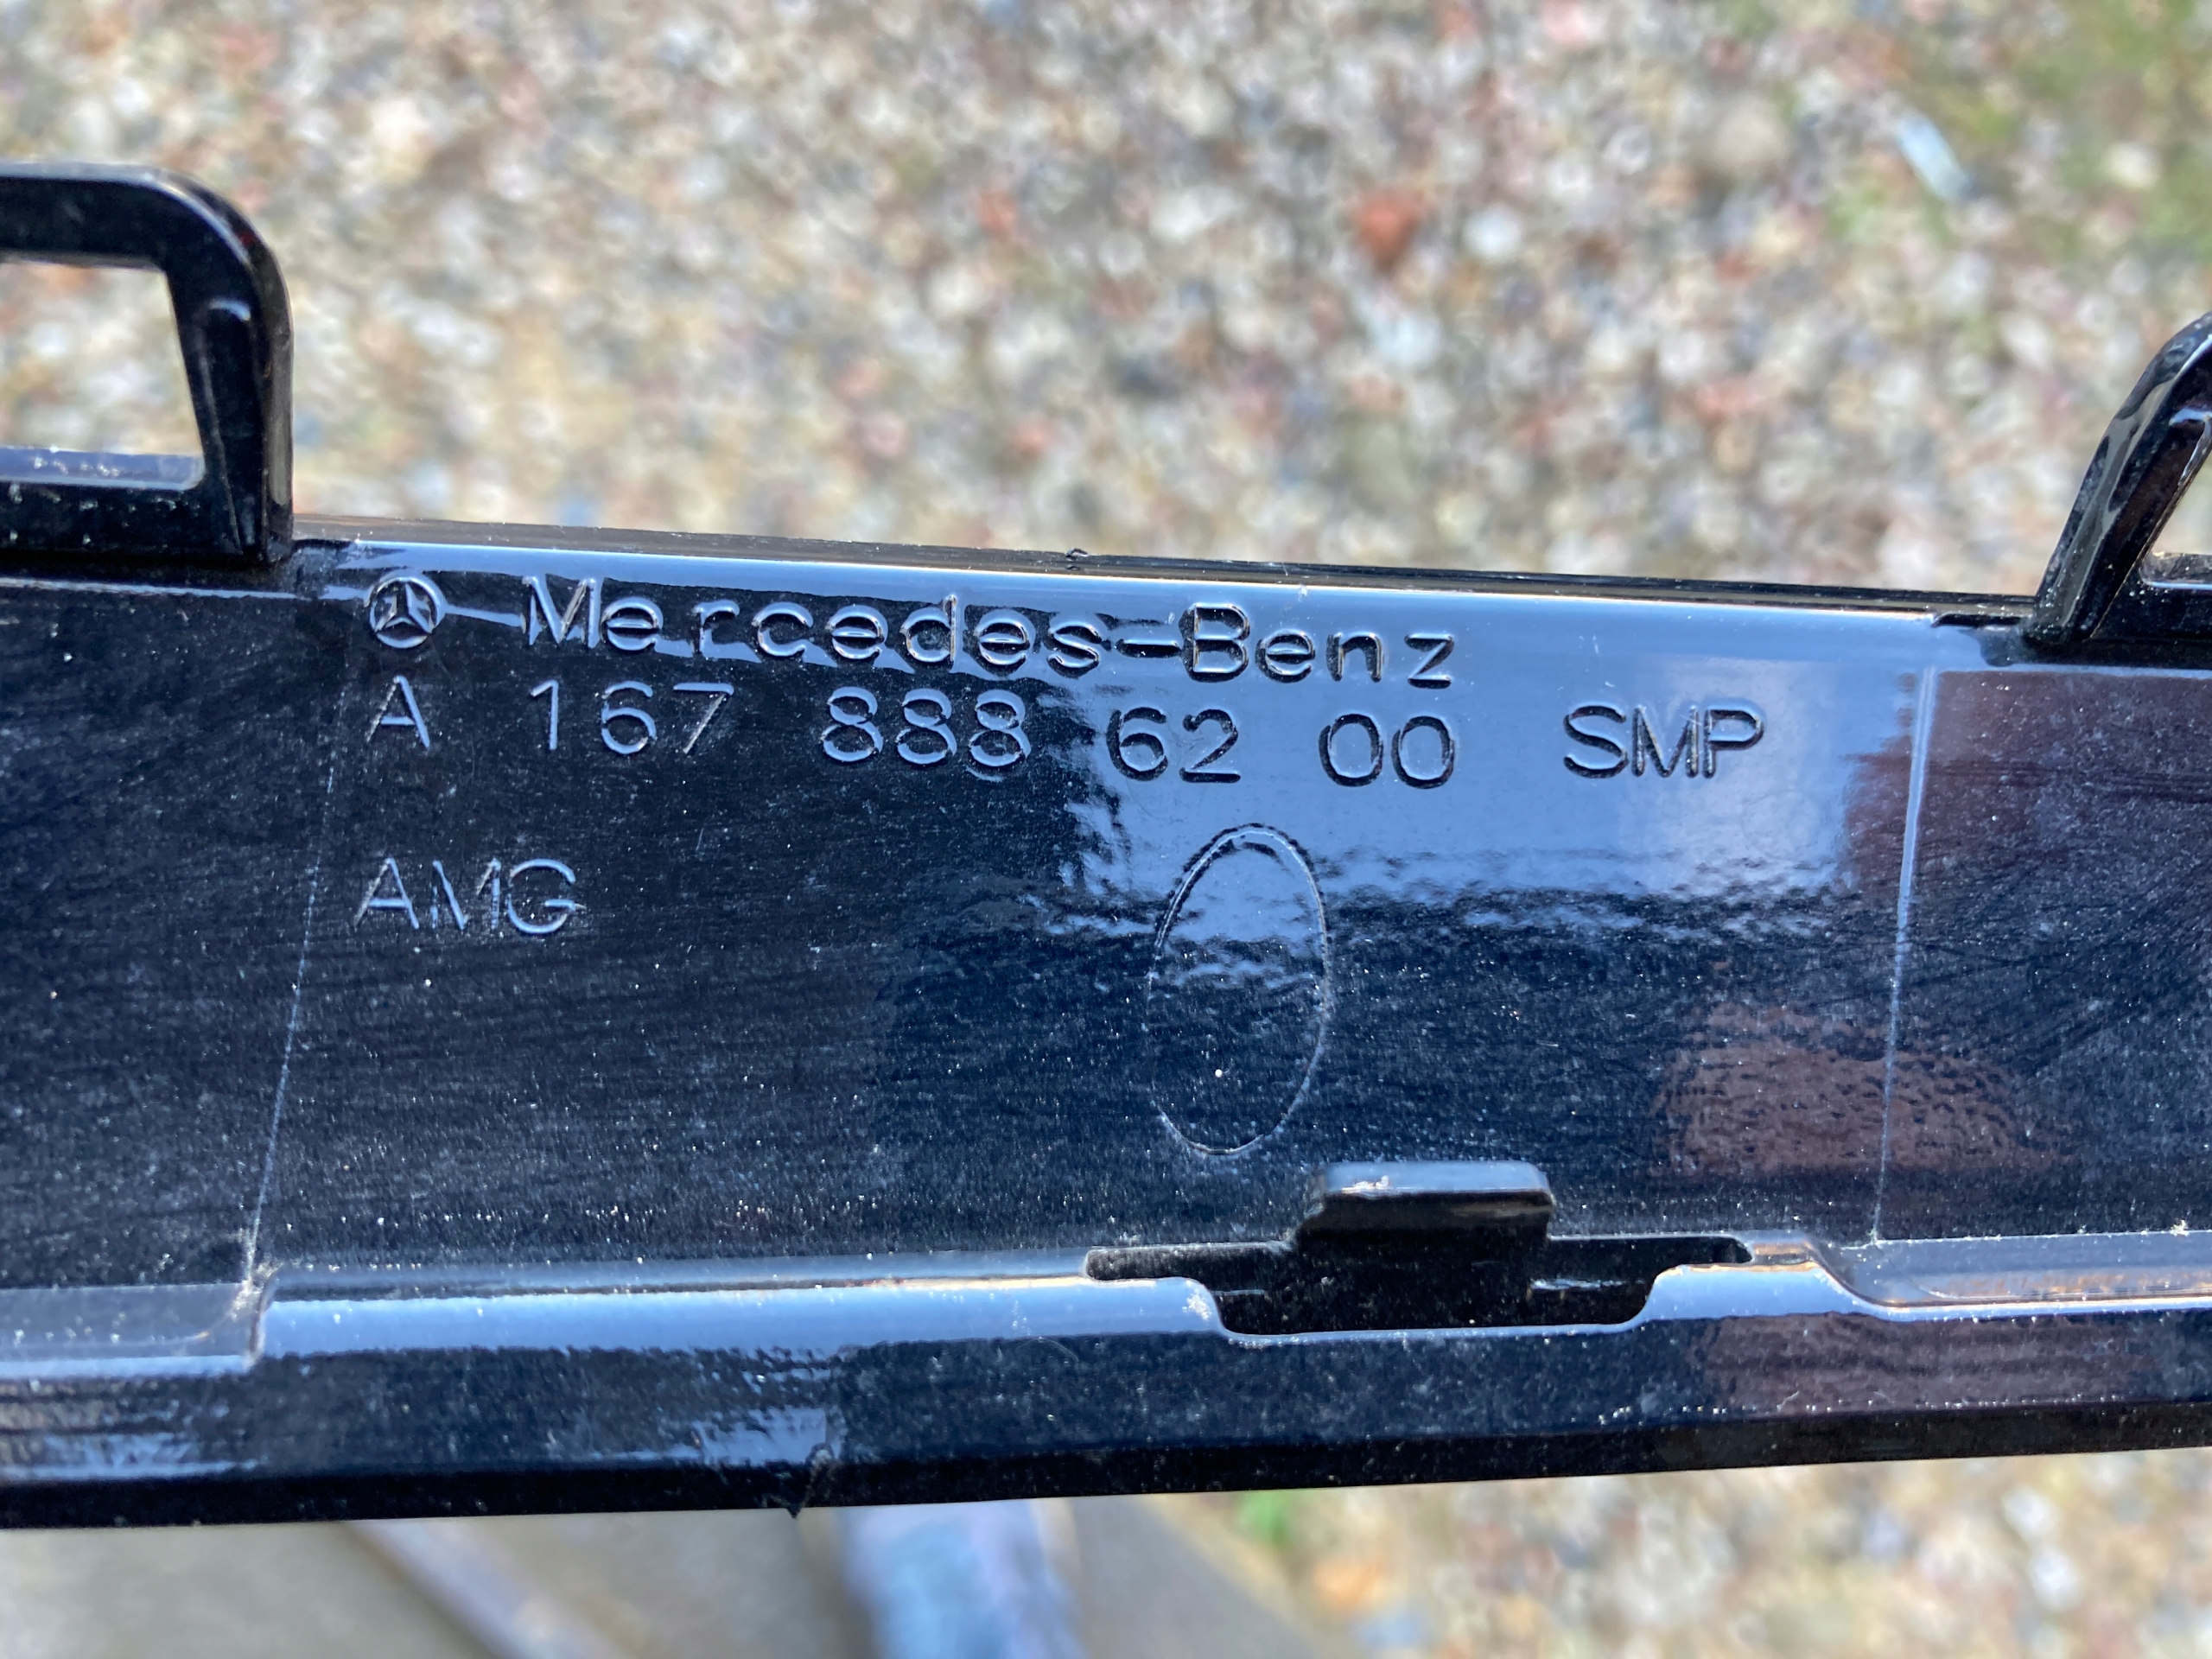 Mercedes-Benz
A 167 888 62 00 SMP
AMG